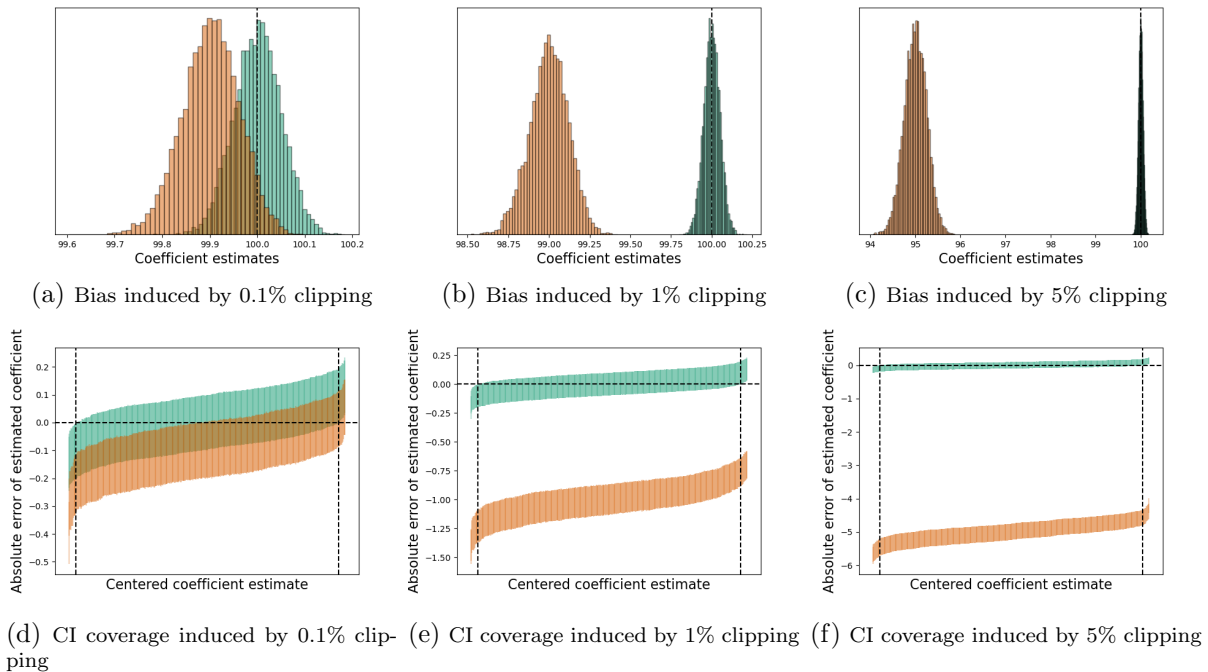 99.6 99.7 99.8 99.9 100.0 100.1 100.2
Coefficient estimates
(a) Bias induced by 0.1% clipping
98.50 98.75 99.00 99.25 99.50 99.75 100.00 100.25
Coefficient estimates
(b) Bias induced by 1% clipping
94 95 96 97 98 99 100
Coefficient estimates
(c) Bias induced by 5% clipping
Absolute error of estimated coefficient
0.2
0.1
0.0
−0.1
−0.2
−0.3
−0.4
−0.5
Centered coefficient estimate
(d) CI coverage induced by 0.1% clip-
ping
Absolute error of estimated coefficient
0.25
0.00
−0.25
−0.50
−0.75
−1.00
−1.25
−1.50
Centered coefficient estimate
(e) CI coverage induced by 1% clipping
Absolute error of estimated coefficient
0
−1
−2
−3
−4
−5
−6
Centered coefficient estimate
(f) CI coverage induced by 5% clipping